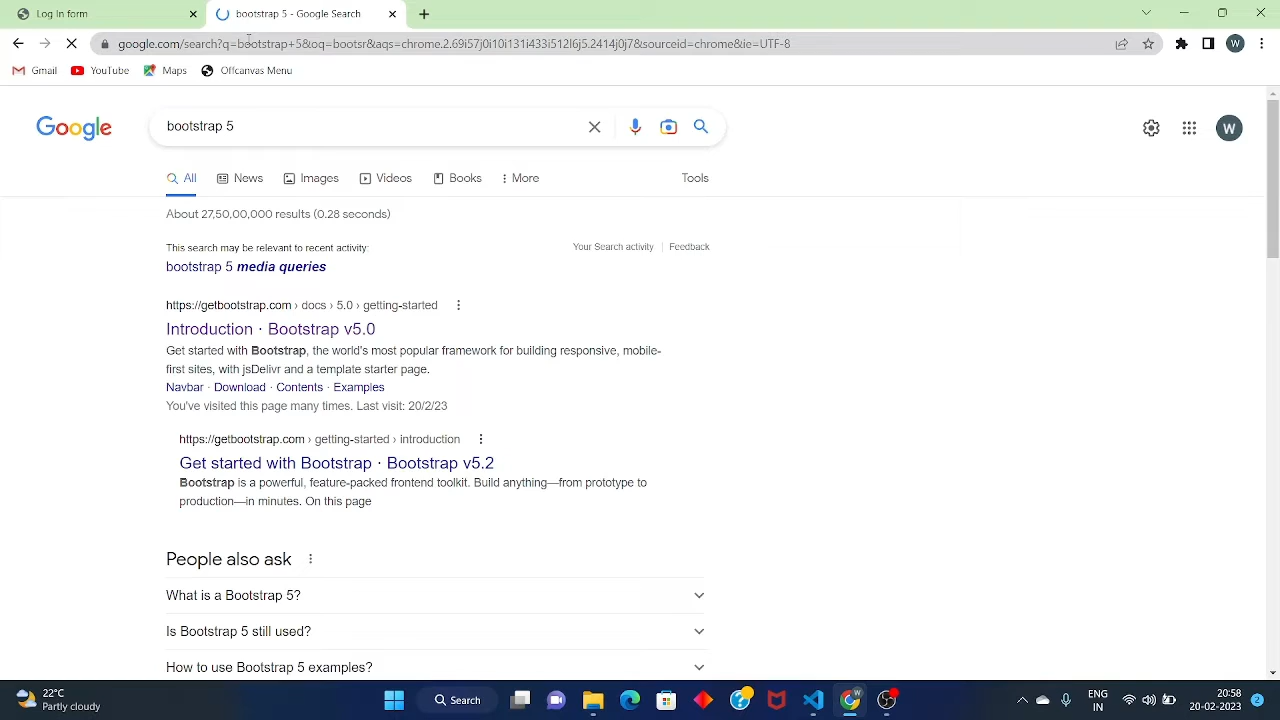 Log In form
bootstrap 5 - Google Search
google.com/search?q=bootstrap+5&oq=bootsr&aqs=chrome.2.69i57j0i10i131i433i512l6j5.2414j0j7&sourceid=chrome&ie=UTF-8
W
Gmail
YouTube
Maps
Offcanvas Menu
Google
bootstrap 5
W
All
News
Images
Videos
Books
More
Tools
About 27,50,00,000 results (0.28 seconds)
This search may be relevant to recent activity:
Your Search activity
Feedback
bootstrap 5 media queries
https://getbootstrap.com › docs › 5.0 › getting-started
Introduction · Bootstrap v5.0
Get started with Bootstrap, the world's most popular framework for building responsive, mobile-
first sites, with jsDelivr and a template starter page.
Navbar · Download · Contents · Examples
You've visited this page many times. Last visit: 20/2/23
https://getbootstrap.com › getting-started › introduction
Get started with Bootstrap · Bootstrap v5.2
Bootstrap is a powerful, feature-packed frontend toolkit. Build anything—from prototype to
production—in minutes. On this page
People also ask
What is a Bootstrap 5?
Is Bootstrap 5 still used?
How to use Bootstrap 5 examples?
22°C
Partly cloudy
Search
W
ENG
IN
20:58
20-02-2023
2